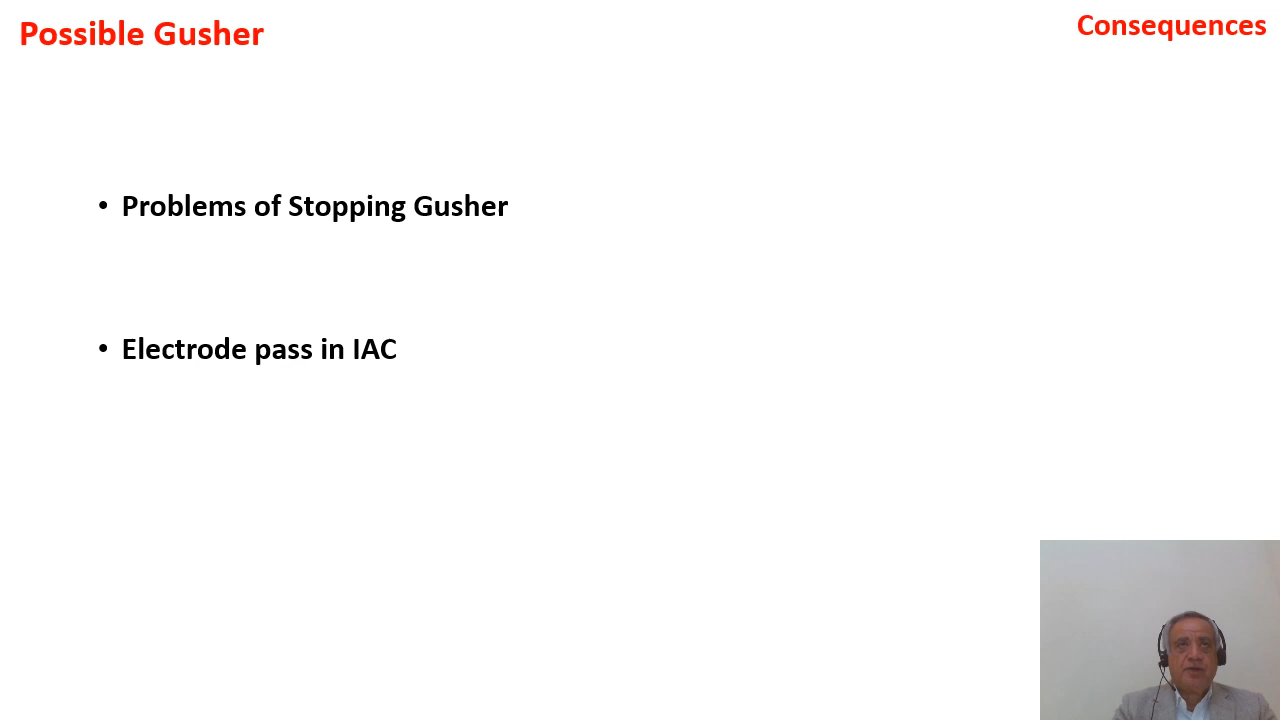 Possible Gusher
Consequences
• Problems of Stopping Gusher
• Electrode pass in IAC